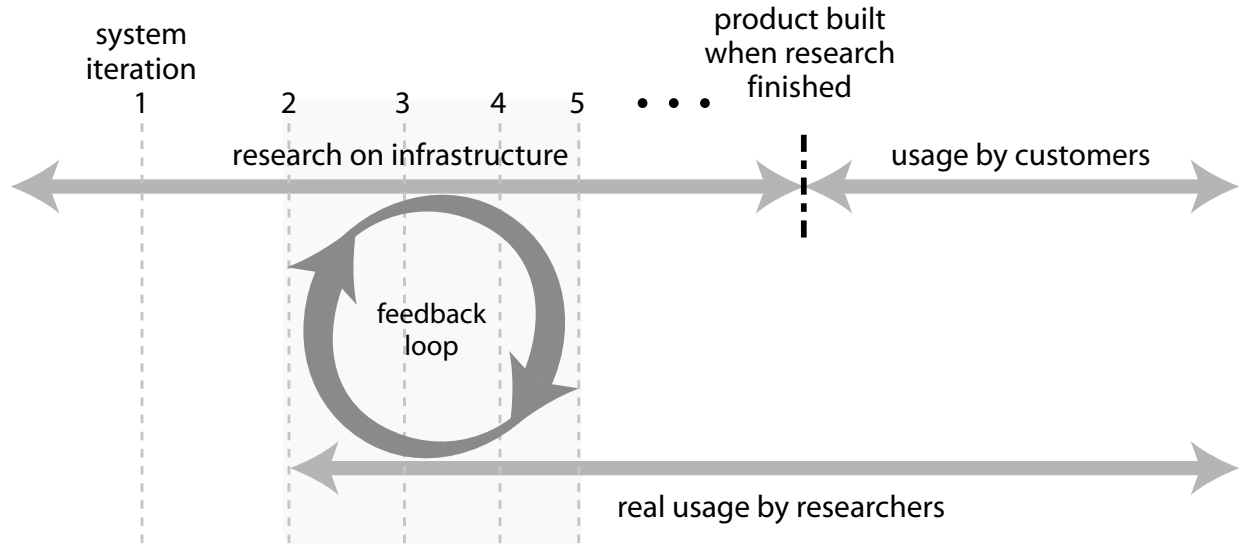 system
iteration
product built
when research
finished
1
2
3
4
5
• • •
research on infrastructure
usage by customers
feedback
loop
real usage by researchers